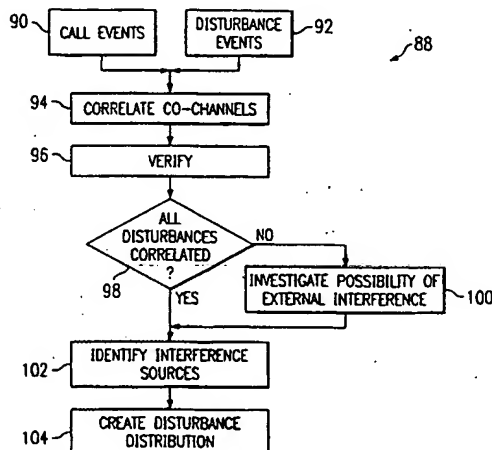 90
CALL EVENTS
DISTURBANCE
EVENTS
92
88
94
CORRELATE CO-CHANNELS
96
VERIFY
ALL
DISTURBANCES
CORRELATED
?
98
NO
YES
INVESTIGATE POSSIBILITY OF
EXTERNAL INTERFERENCE
100
102
IDENTIFY INTERFERENCE
SOURCES
104
CREATE DISTURBANCE
DISTRIBUTION